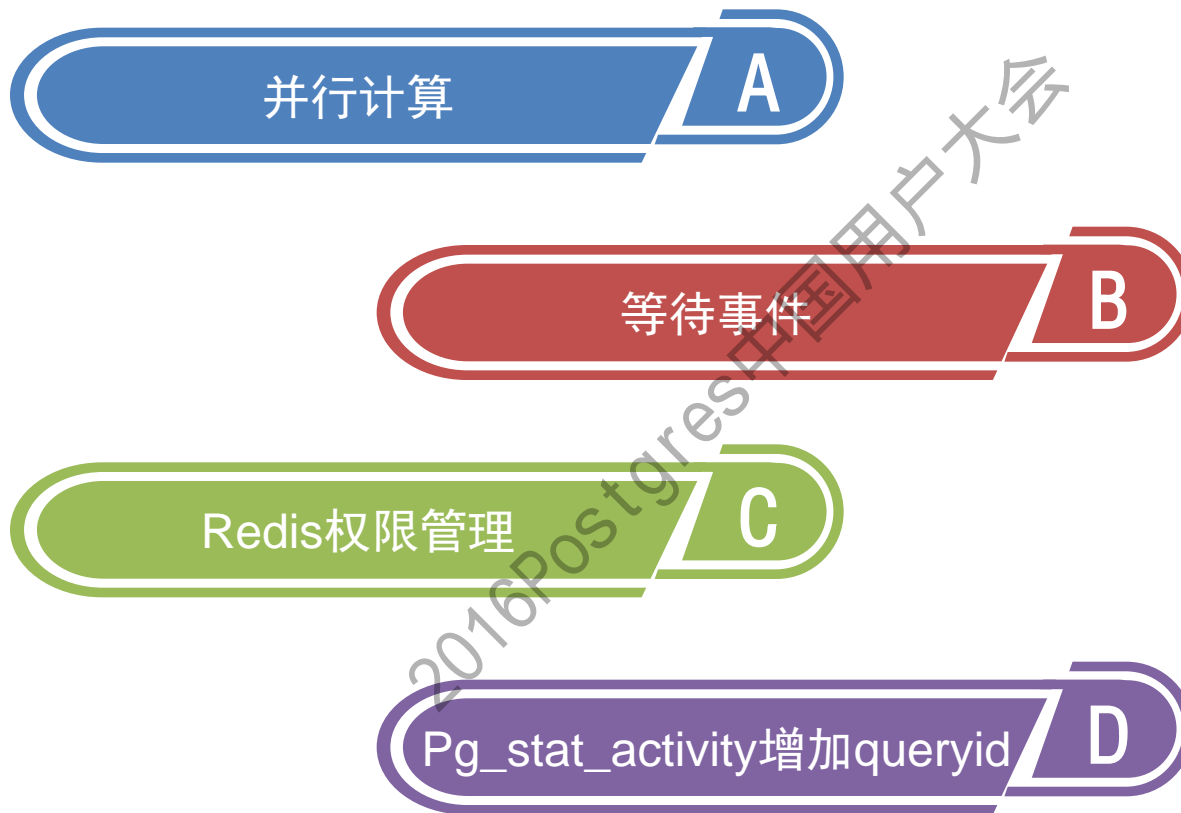 并行计算 A
等待事件 B
Redis权限管理 C
Pg_stat_activity增加queryid D
2016Postgres中国用户大会